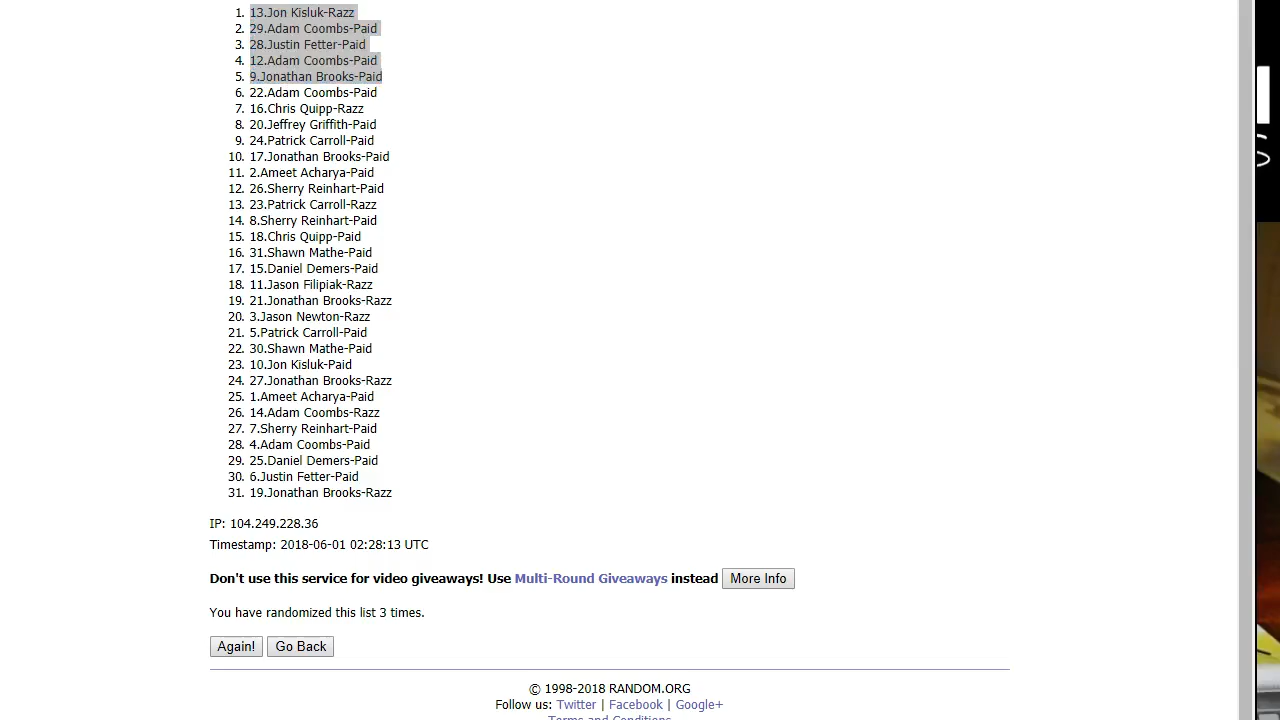 1. 13.Jon Kisluk-Razz
2. 29.Adam Coombs-Paid
3. 28.Justin Fetter-Paid
4. 12.Adam Coombs-Paid
5. 9.Jonathan Brooks-Paid
6. 22.Adam Coombs-Paid
7. 16.Chris Quipp-Razz
8. 20.Jeffrey Griffith-Paid
9. 24.Patrick Carroll-Paid
10. 17.Jonathan Brooks-Paid
11. 2.Ameet Acharya-Paid
12. 26.Sherry Reinhart-Paid
13. 23.Patrick Carroll-Razz
14. 8.Sherry Reinhart-Paid
15. 18.Chris Quipp-Paid
16. 31.Shawn Mathe-Paid
17. 15.Daniel Demers-Paid
18. 11.Jason Filipiak-Razz
19. 21.Jonathan Brooks-Razz
20. 3.Jason Newton-Razz
21. 5.Patrick Carroll-Paid
22. 30.Shawn Mathe-Paid
23. 10.Jon Kisluk-Paid
24. 27.Jonathan Brooks-Razz
25. 1.Ameet Acharya-Paid
26. 14.Adam Coombs-Razz
27. 7.Sherry Reinhart-Paid
28. 4.Adam Coombs-Paid
29. 25.Daniel Demers-Paid
30. 6.Justin Fetter-Paid
31. 19.Jonathan Brooks-Razz
IP: 104.249.228.36
Timestamp: 2018-06-01 02:28:13 UTC
Don't use this service for video giveaways! Use Multi-Round Giveaways instead More Info
You have randomized this list 3 times.
Again! Go Back
© 1998-2018 RANDOM.ORG
Follow us: Twitter | Facebook | Google+
Terms and Conditions